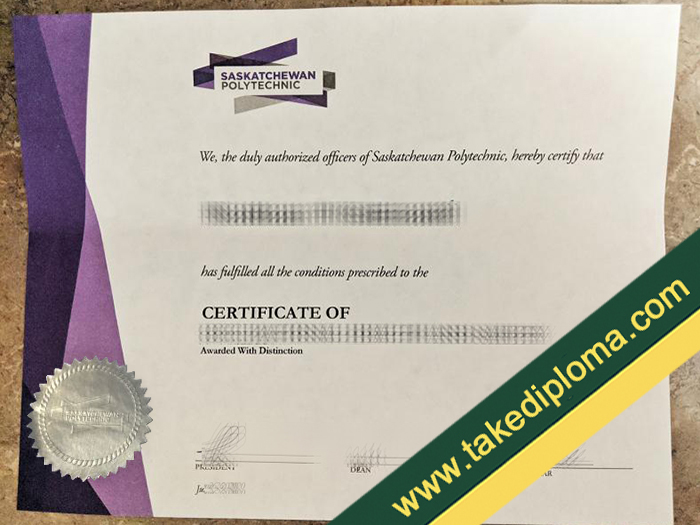 SASKATCHEWAN
POLYTECHNIC
We, the duly authorized officers of Saskatchewan Polytechnic, hereby certify that
has fulfilled all the conditions prescribed to the
CERTIFICATE OF
Awarded With Distinction
SASKATCHEWAN
POLYTECHNIC
PRESIDENT
DEAN
www.takediploma.com